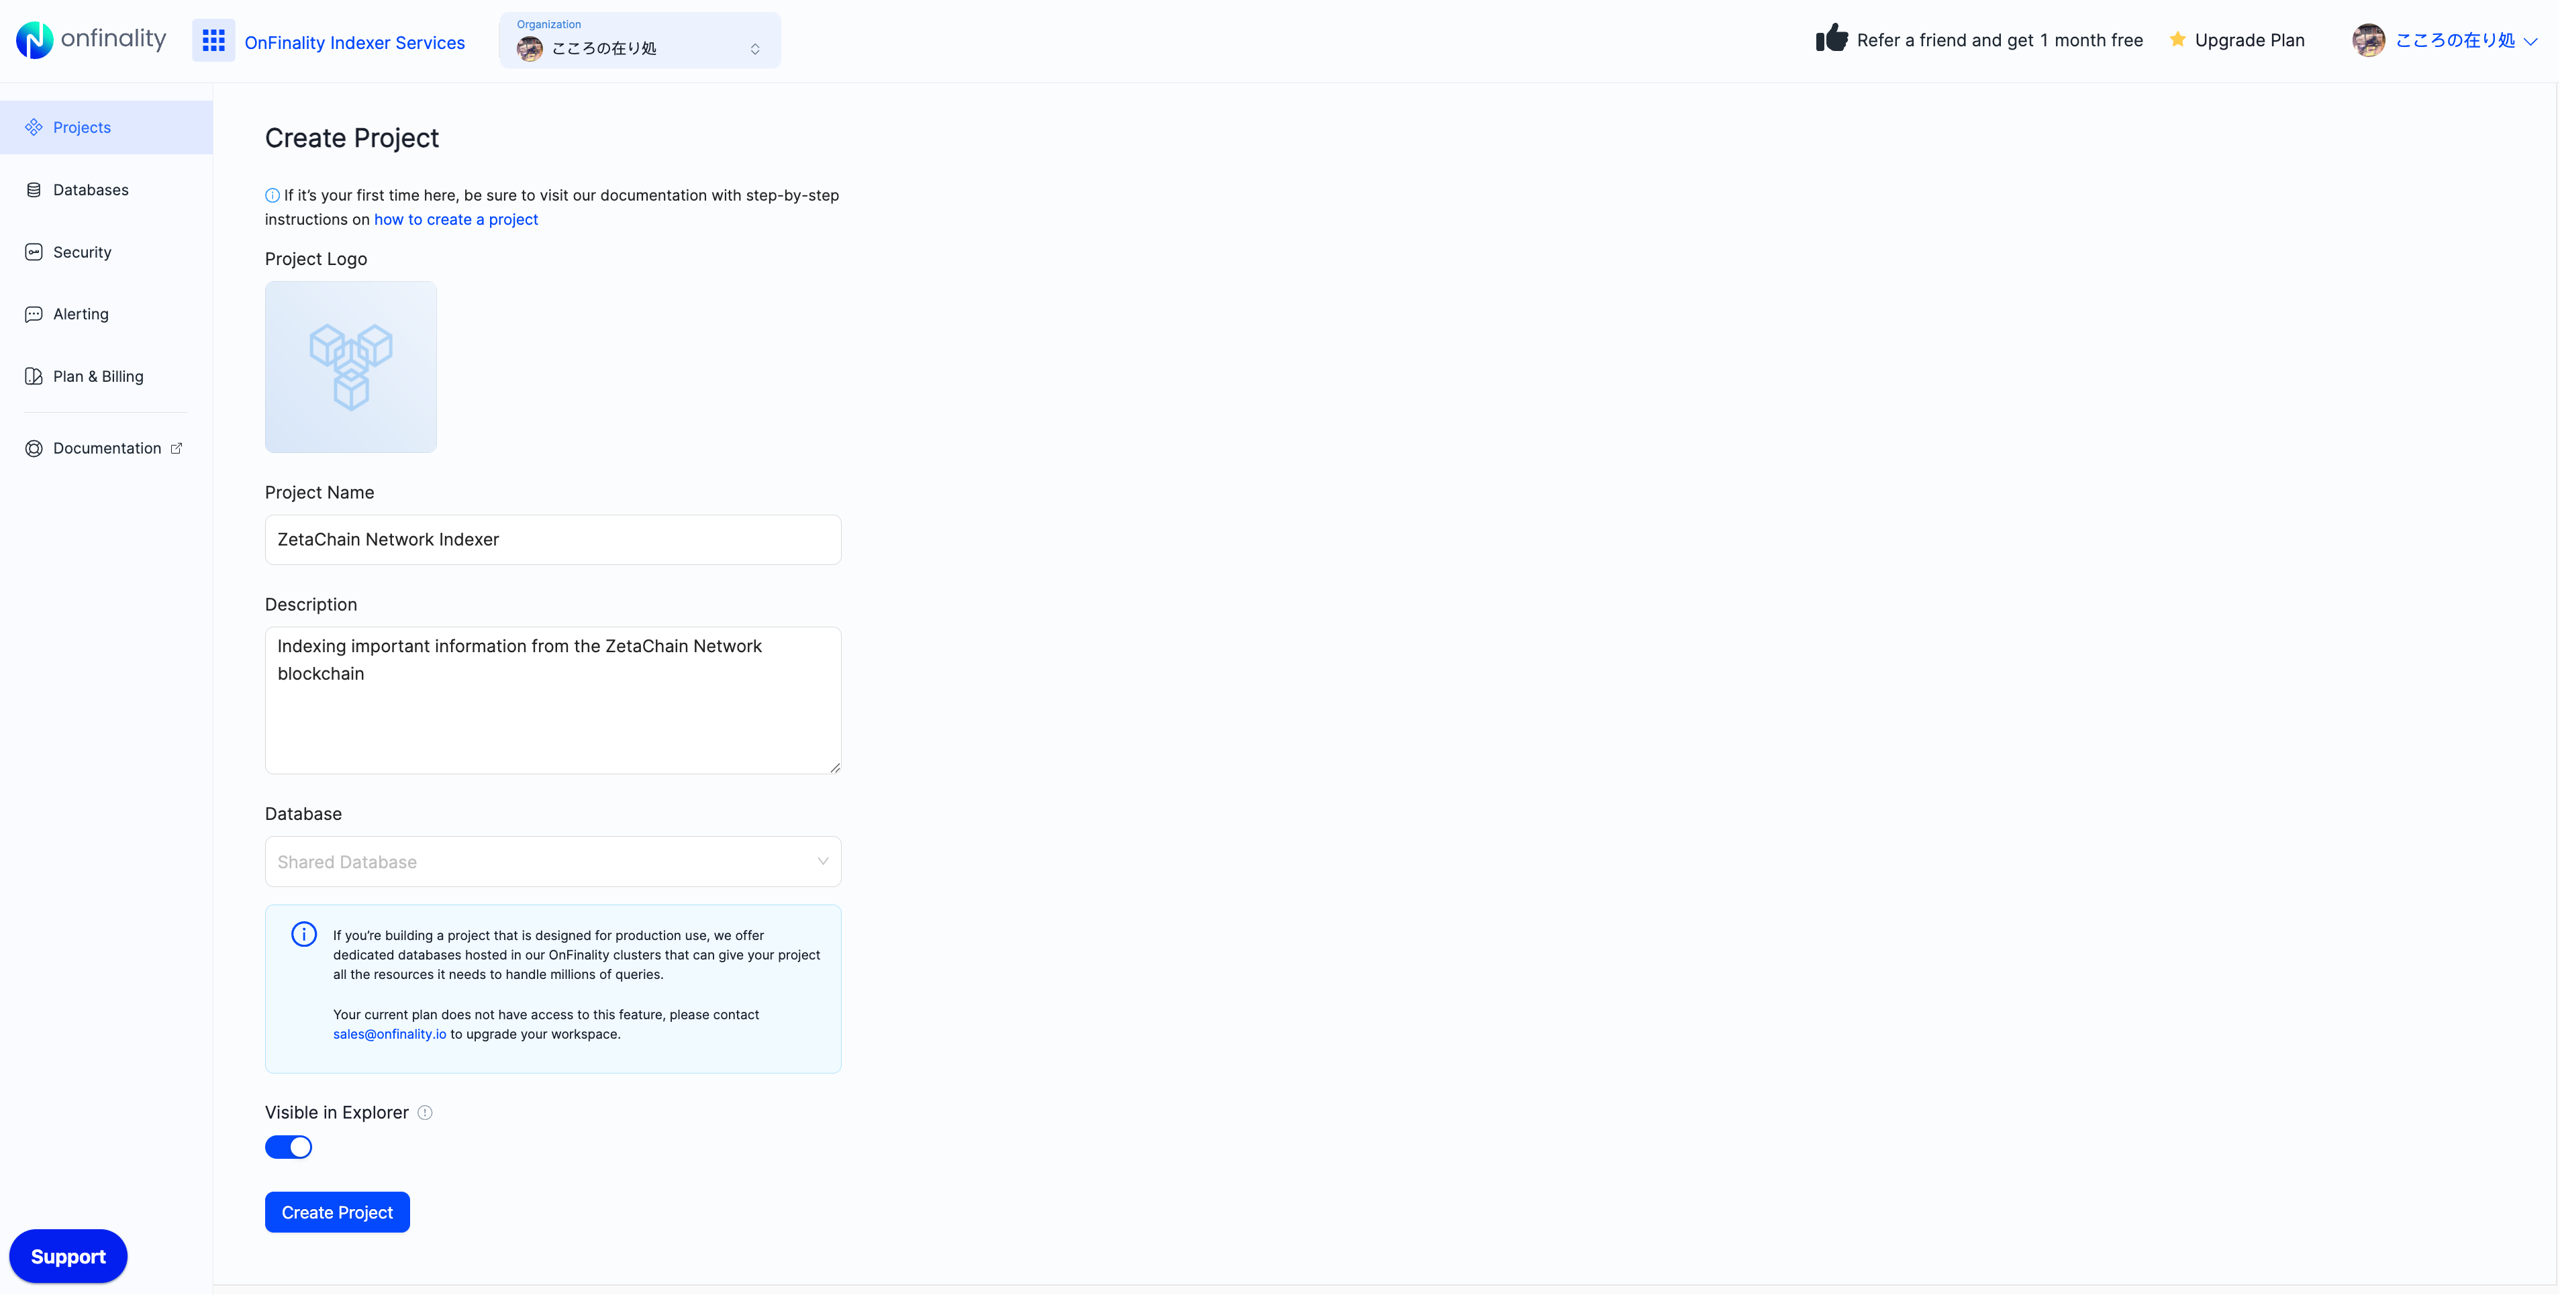 onfinality
OnFinality Indexer Services
Organization
こころの在り処
Refer a friend and get 1 month free
Upgrade Plan
こころの在り処
Projects
Databases
Security
Alerting
Plan & Billing
Documentation
Support
Create Project
If it’s your first time here, be sure to visit our documentation with step-by-step
instructions on how to create a project
Project Logo
Project Name
ZetaChain Network Indexer
Description
Indexing important information from the ZetaChain Network
blockchain
Database
Shared Database
If you’re building a project that is designed for production use, we offer
dedicated databases hosted in our OnFinality clusters that can give your project
all the resources it needs to handle millions of queries.
Your current plan does not have access to this feature, please contact
sales@onfinality.io to upgrade your workspace.
Visible in Explorer
Create Project